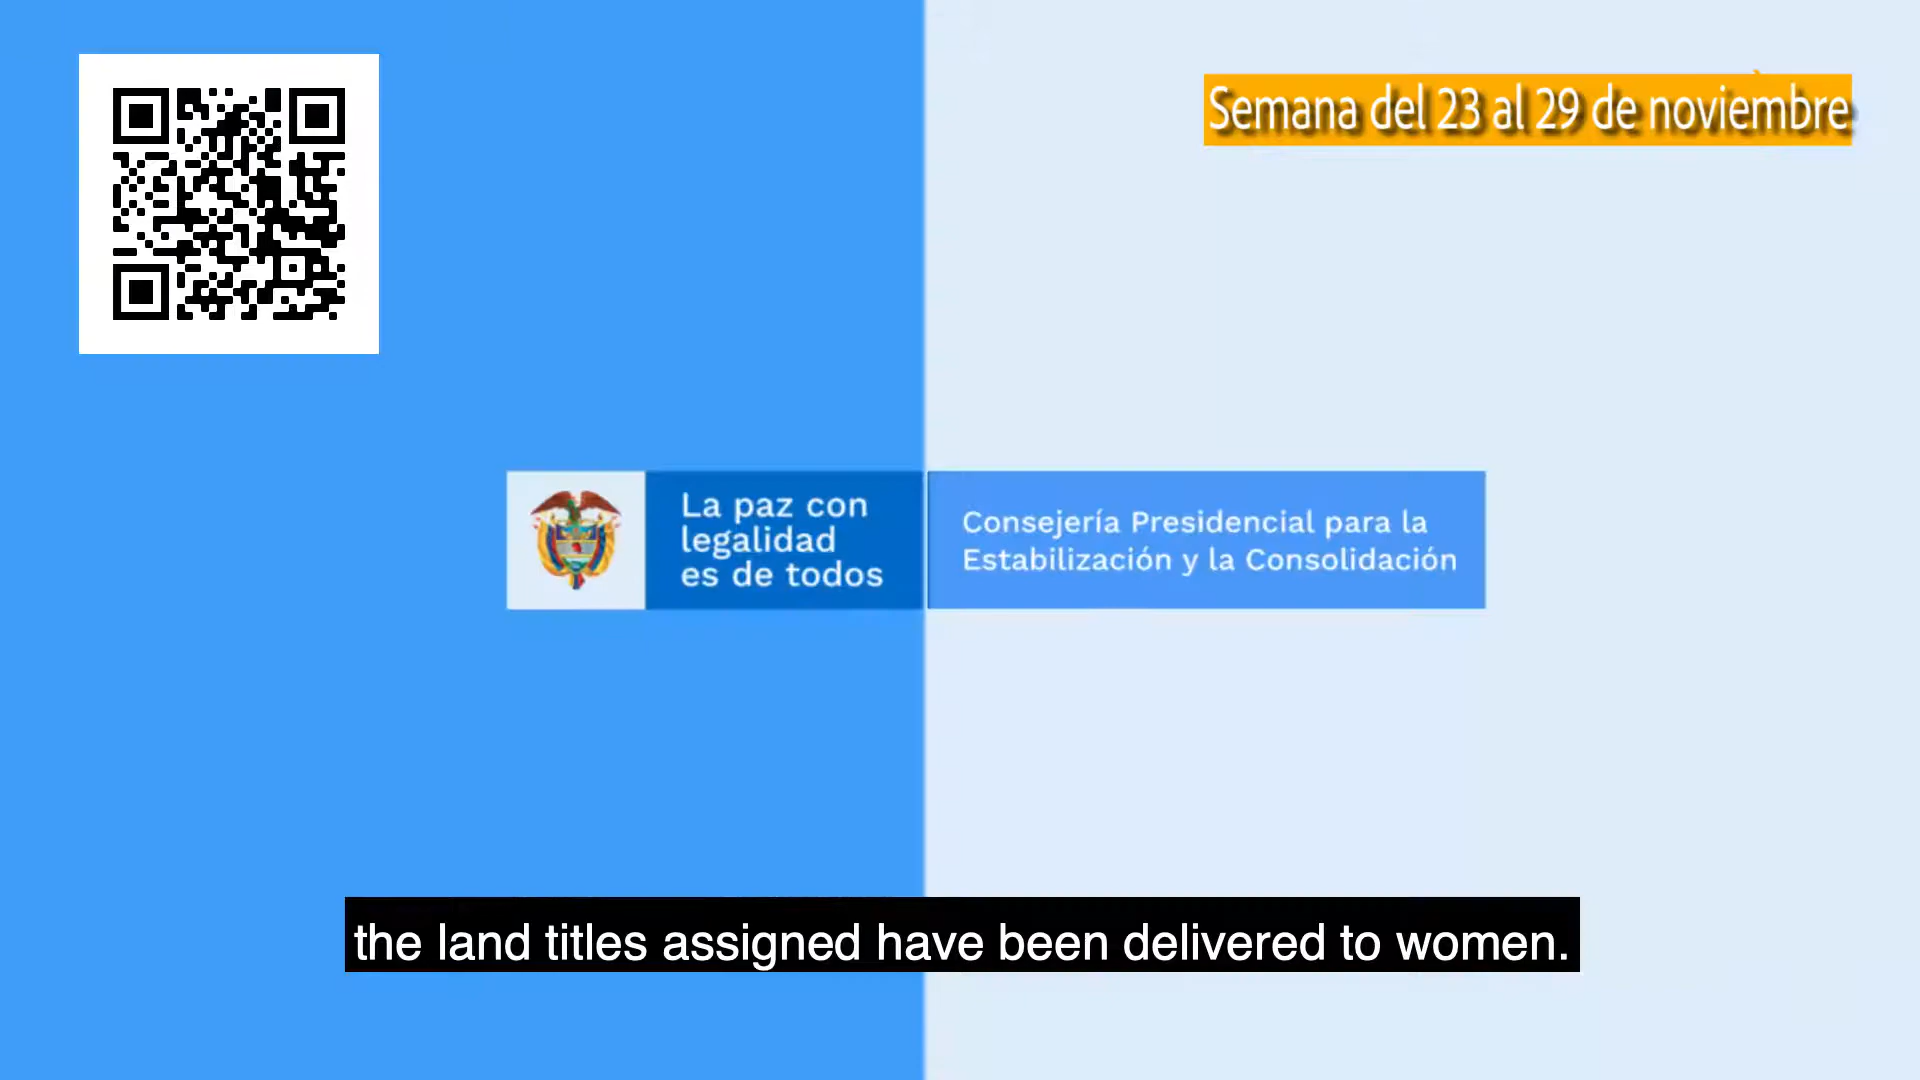 Semana del 23 al 29 de noviembre
La paz con
legalidad
es de todos
Consejería Presidencial para la
Estabilización y la Consolidación
the land titles assigned have been delivered to women.